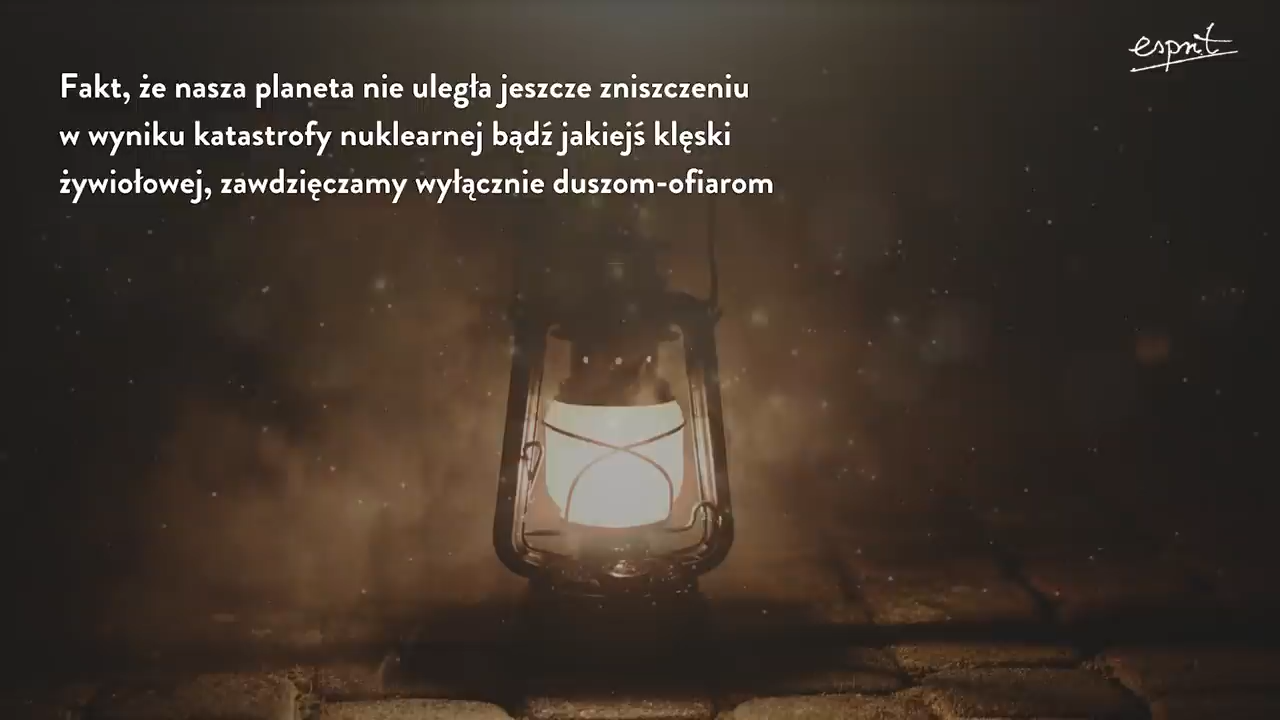 esprit
Fakt, że nasza planeta nie uległa jeszcze zniszczeniu
w wyniku katastrofy nuklearnej bądź jakiejś klęski
żywiołowej, zawdzięczamy wyłącznie duszom-ofiarom